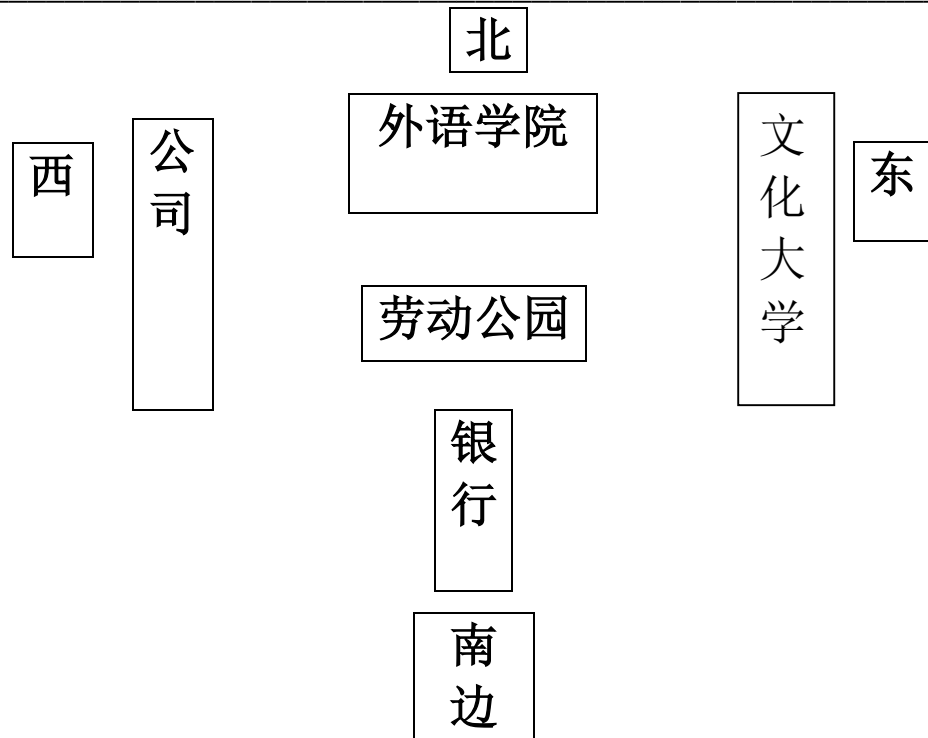 北
外语学院
文
化
大
学
公
司
西
东
劳动公园
银
行
南
边